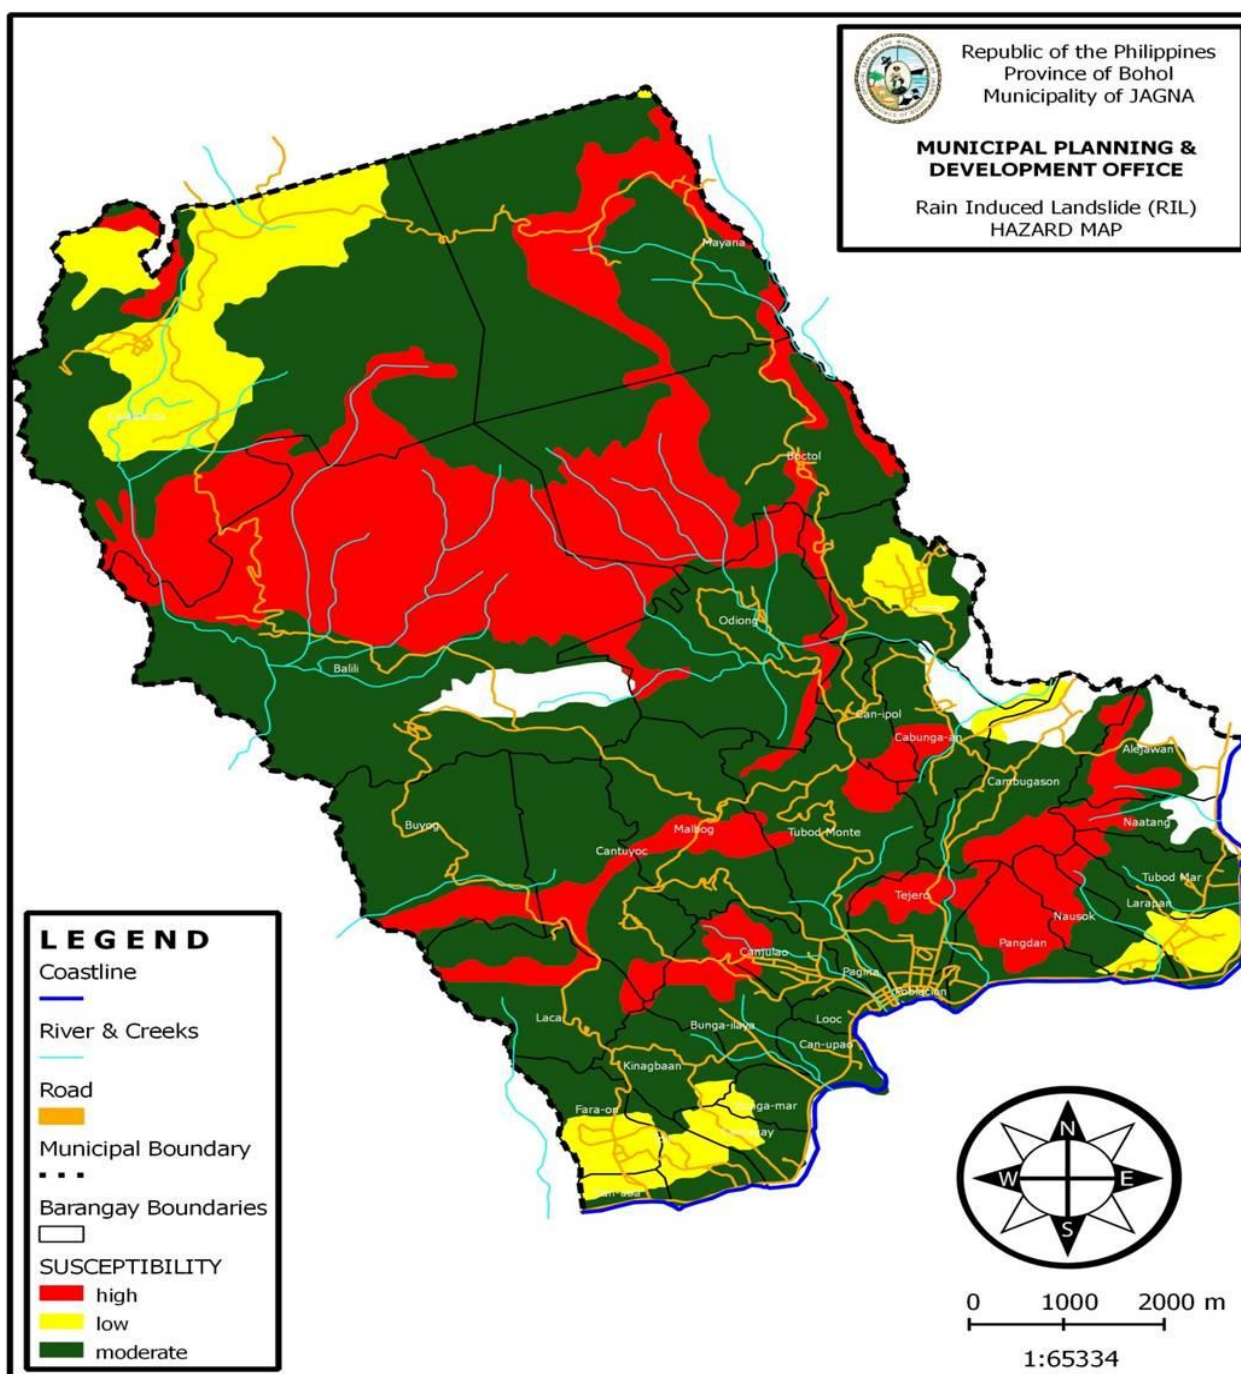 Republic of the Philippines
Province of Bohol
Municipality of JAGNA
MUNICIPAL PLANNING &
DEVELOPMENT OFFICE
Rain Induced Landslide (RIL)
HAZARD MAP
Mayana
Boctol
Odiong
Balili
Can-ipol
Cabunga-an
Alejawan
Cambugason
Buyog
Malbog
Tubod Monte
Naatang
Cantuyoc
Tubod Mar
Tejero
Larapan
Nausok
Pangdan
Canjulao
Pagina
Poblacion
Laca
Bunga-ilaya
Looc
Can-upao
Kinagbaan
Fara-on
LEGEND
Coastline
River & Creeks
Road
Municipal Boundary
Barangay Boundaries
SUSCEPTIBILITY
high
low
moderate
N
W
E
S
0 1000 2000 m
1:65334